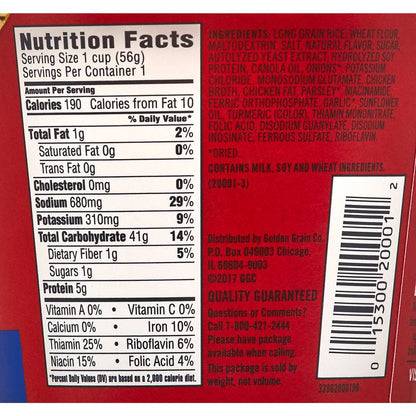 Nutrition Facts
Serving Size 1 cup (56g)
Servings Per Container 1
Amount Per Serving
Calories 190 Calories from Fat 10
% Daily Value*
Total Fat 1g 2%
Saturated Fat 0g 0%
Trans Fat 0g
Cholesterol 0mg 0%
Sodium 680mg 29%
Potassium 310mg 9%
Total Carbohydrate 41g 14%
Dietary Fiber 1g 5%
Sugars 1g
Protein 5g
Vitamin A 0% • Vitamin C 0%
Calcium 0% • Iron 10%
Thiamin 25% • Riboflavin 6%
Niacin 15% • Folic Acid 4%
*Percent Daily Values (DV) are based on a 2,000 calorie diet.
INGREDIENTS: LONG GRAIN RICE, WHEAT FLOUR,
MALTODEXTRIN, SALT, NATURAL FLAVOR, SUGAR,
AUTOLYZED YEAST EXTRACT, HYDROLYZED SOY
PROTEIN, CANOLA OIL, ONIONS*, POTASSIUM
CHLORIDE, MONOSODIUM GLUTAMATE, CHICKEN
BROTH, CHICKEN FAT, PARSLEY*, NIACINAMIDE,
FERRIC ORTHOPHOSPHATE, GARLIC*, SUNFLOWER
OIL, TURMERIC (COLOR), THIAMIN MONONITRATE,
FOLIC ACID, DISODIUM GUANYLATE, DISODIUM
INOSINATE, FERROUS SULFATE, RIBOFLAVIN.
*DRIED.
CONTAINS MILK, SOY AND WHEAT INGREDIENTS.
(20001-3)
Distributed by Golden Grain Co.
P.O. Box 049003 Chicago,
IL 60604-9003
©2017 GGC
QUALITY GUARANTEED
Questions or Comments?
Call 1-800-421-2444
Please have package
available when calling.
This package is sold by
weight, not volume.
0 15300 20001 2